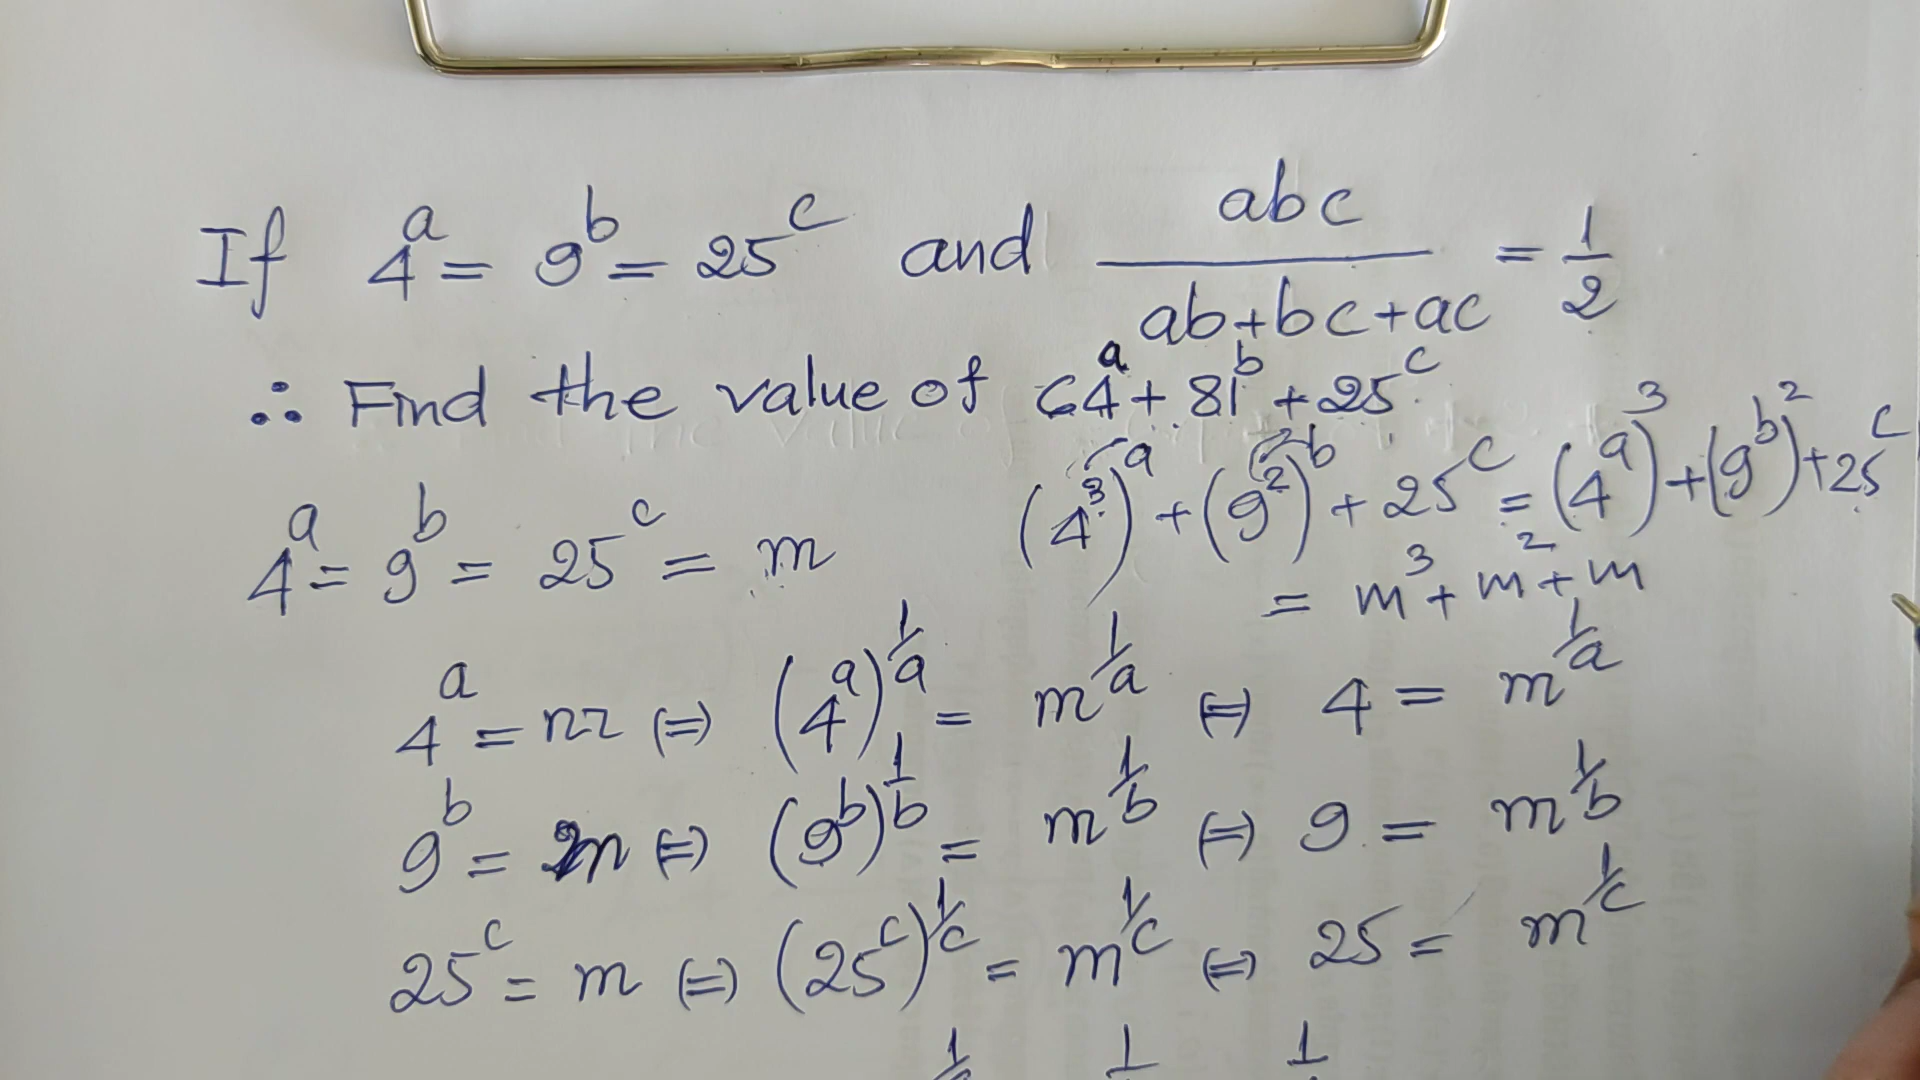 If 4^a = 9^b = 25^c and abc/(ab+bc+ac) = 1/2
∴ Find the value of 64^a + 81^b + 25^c
(4^3)^a + (9^2)^b + 25^c = (4^a)^3 + (9^b)^2 + 25^c
4^a = 9^b = 25^c = m
= m^3 + m^2 + m
4^a = m (=) (4^a)^(1/a) = m^(1/a) (=) 4 = m^(1/a)
9^b = m (=) (9^b)^(1/b) = m^(1/b) (=) 9 = m^(1/b)
25^c = m (=) (25^c)^(1/c) = m^(1/c) (=) 25 = m^(1/c)